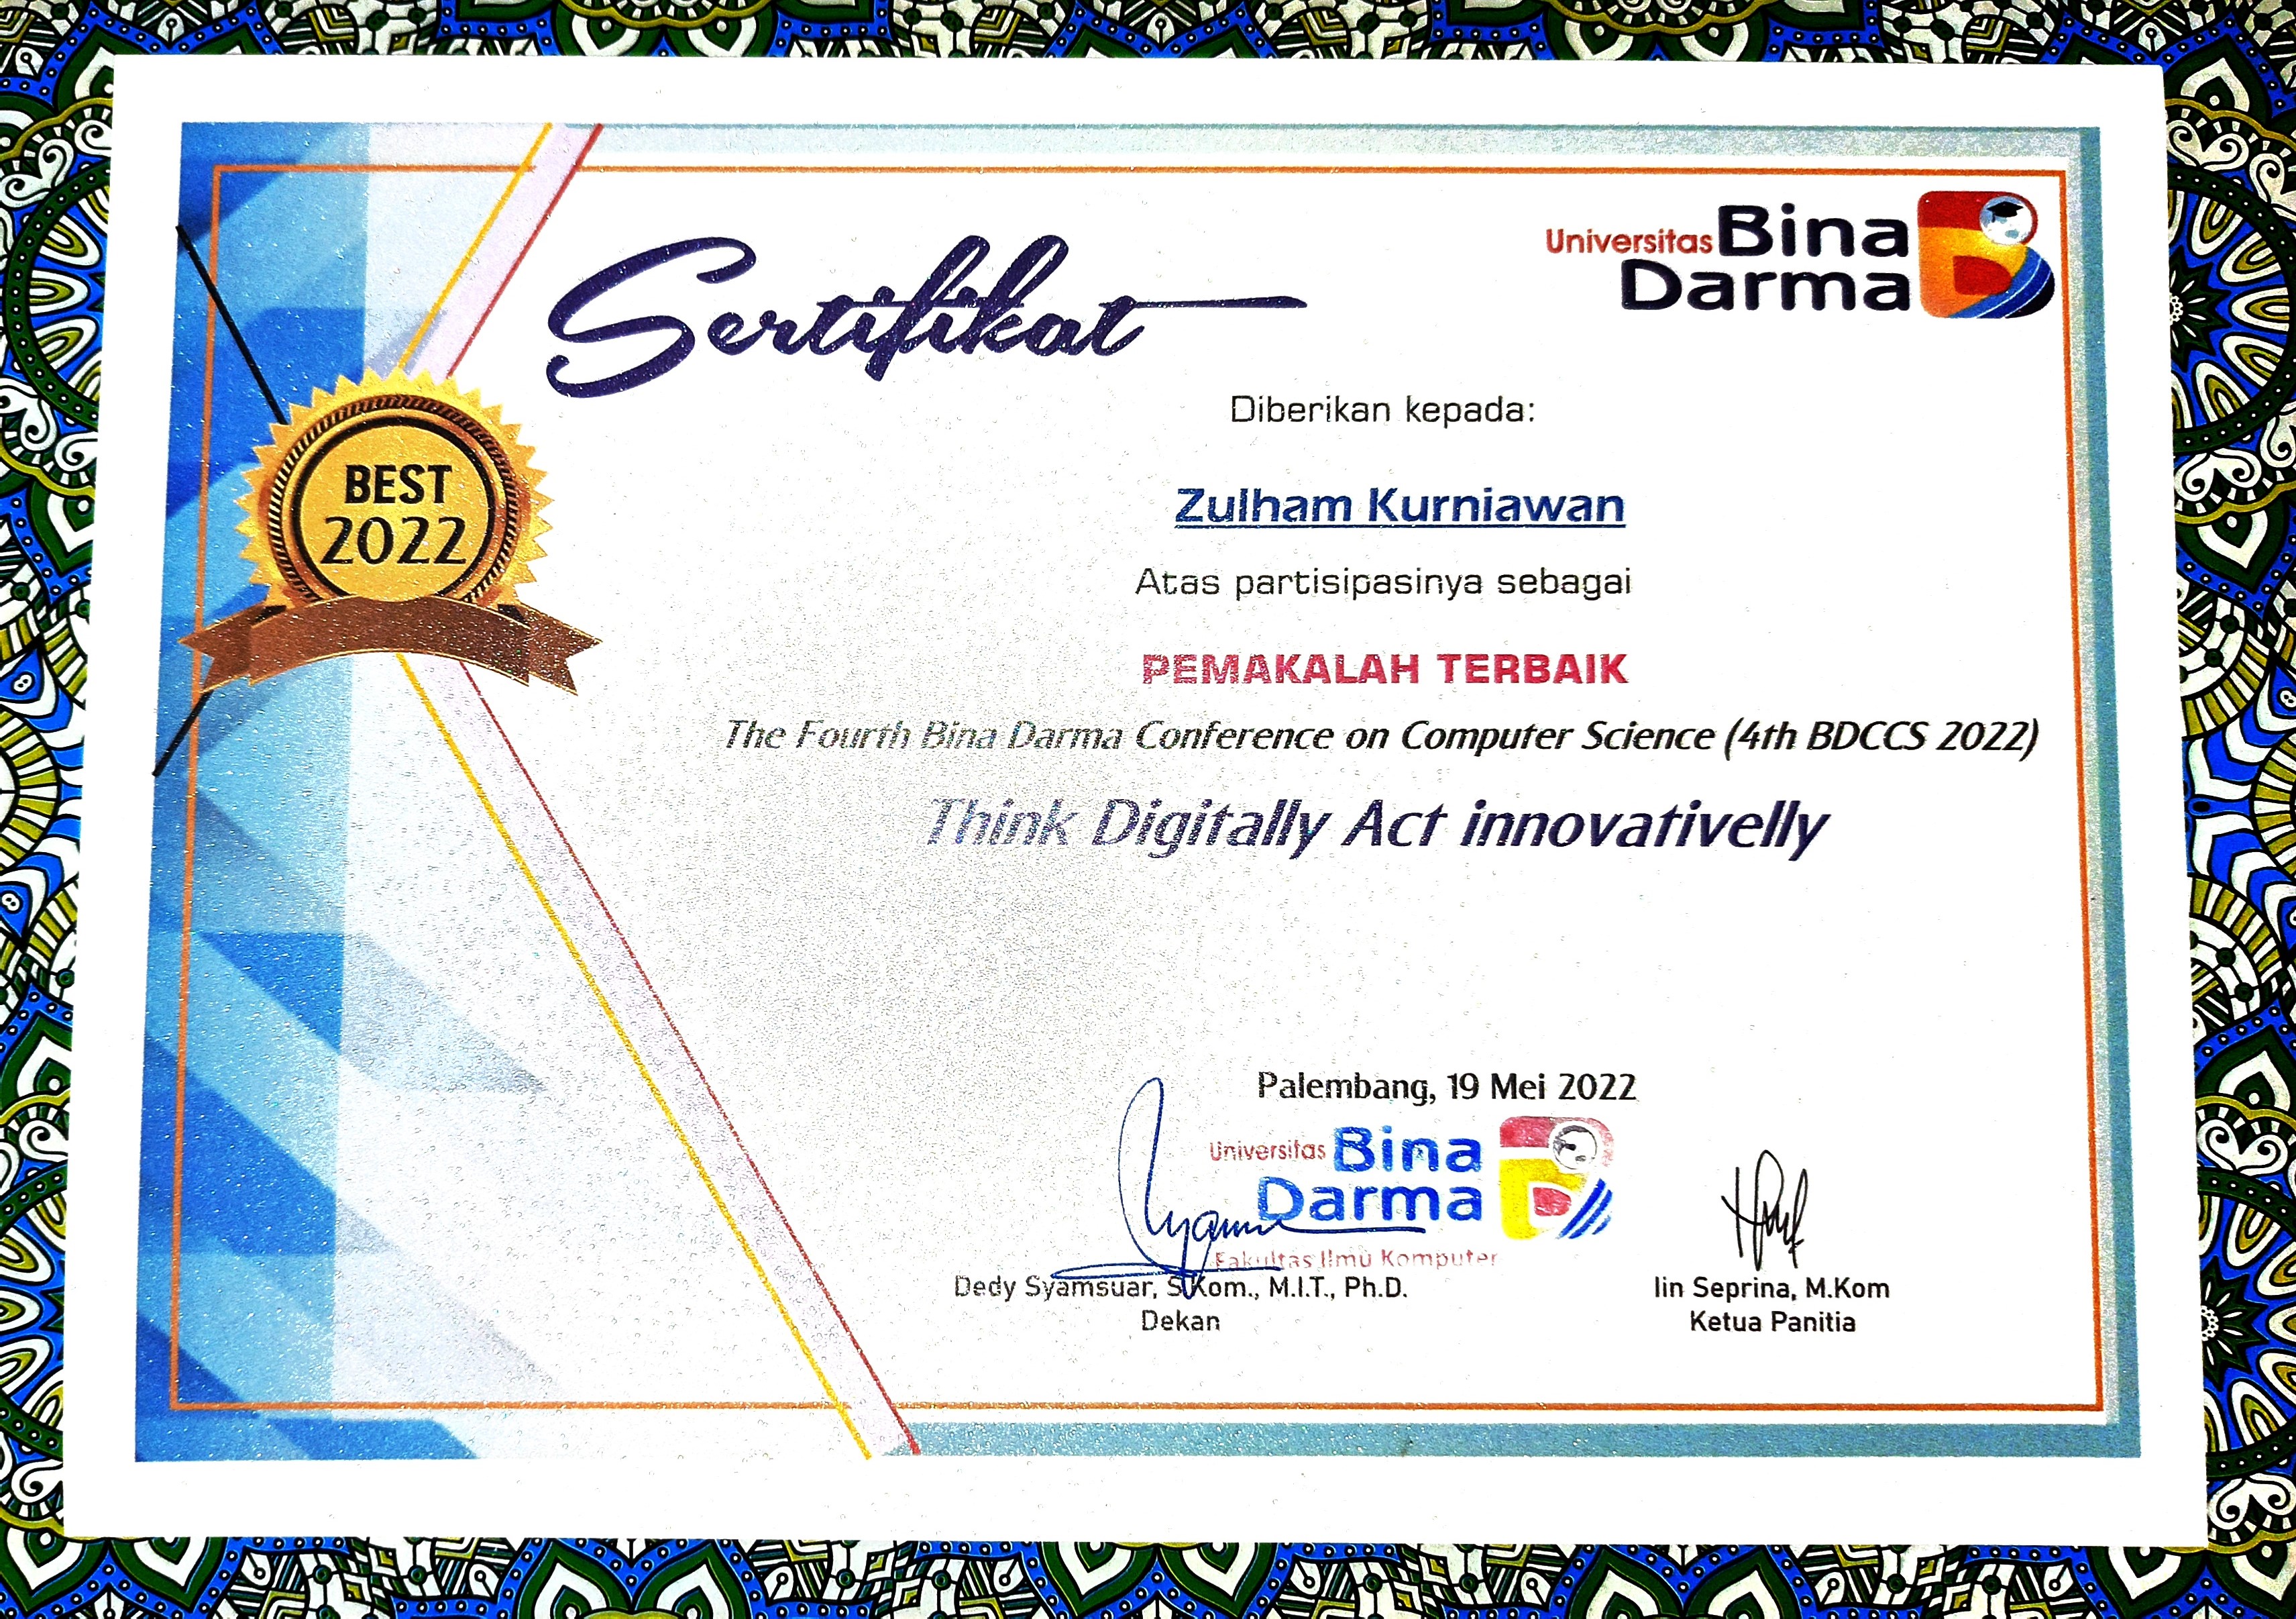 Sertifikat
Universitas Bina
Darma
BEST
2022
Diberikan kepada:
Zulham Kurniawan
Atas partisipasinya sebagai
PEMAKALAH TERBAIK
The Fourth Bina Darma Conference on Computer Science (4th BDCCS 2022)
Think Digitally Act innovativelly
Palembang, 19 Mei 2022
Universitas Bina
Darma
Fakultas Ilmu Komputer
Dedy Syamsuar, S.Kom., M.I.T., Ph.D.
Dekan
Iin Seprina, M.Kom
Ketua Panitia